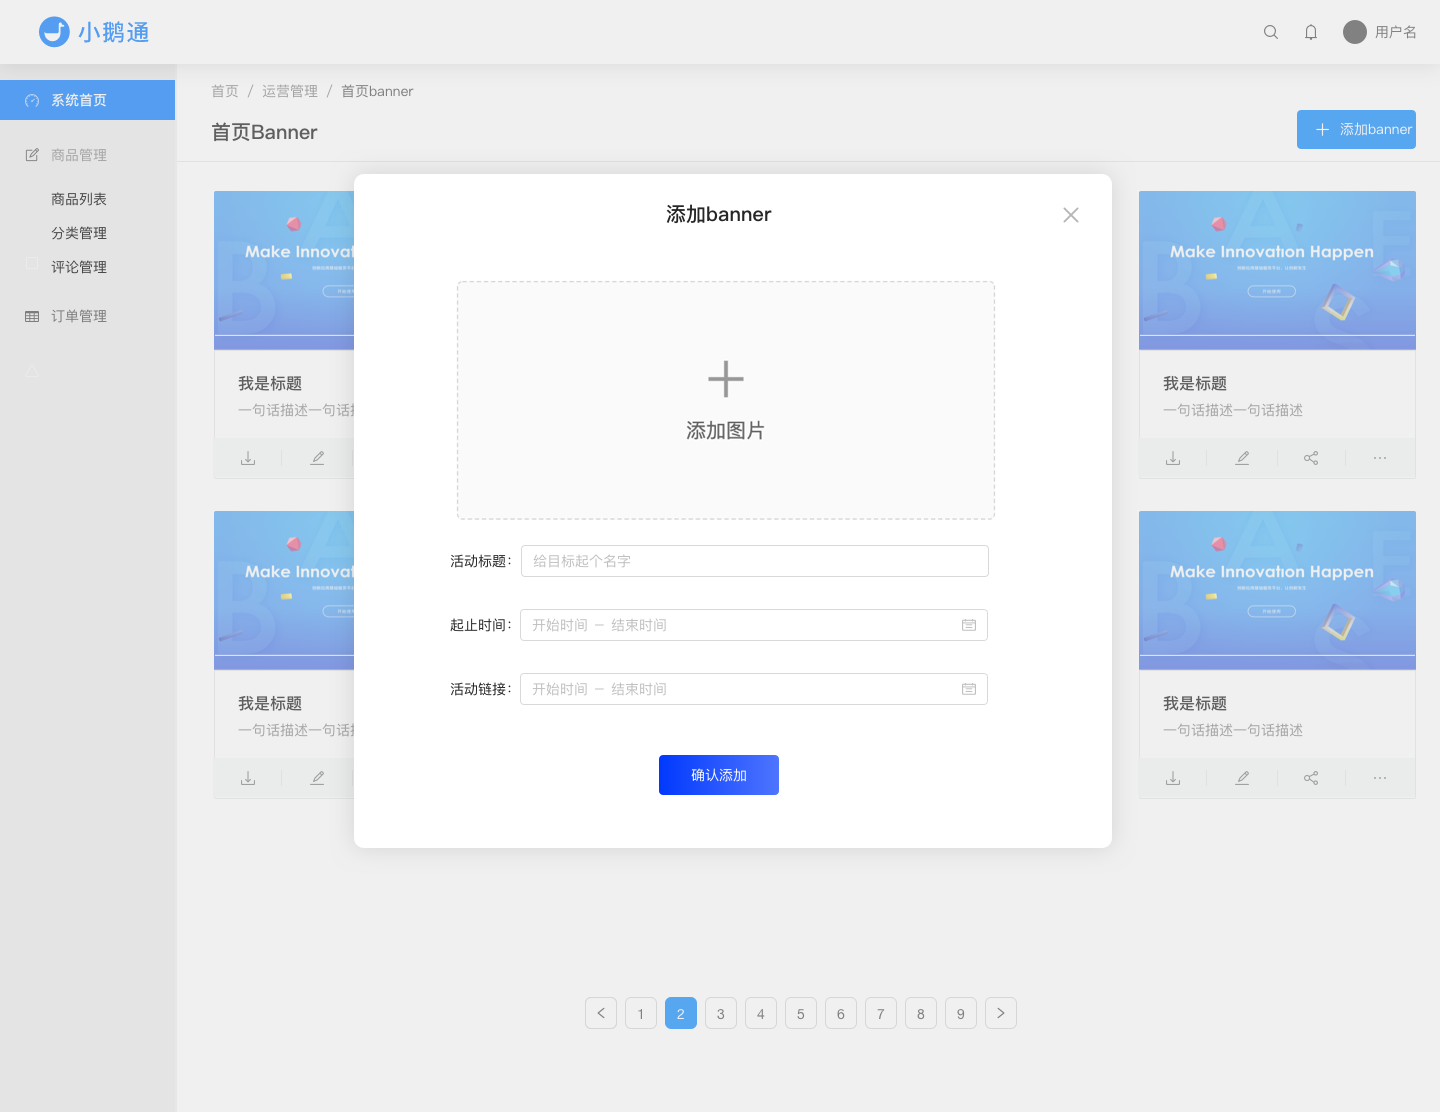 小鹅通
用户名
系统首页
商品管理
商品列表
分类管理
评论管理
订单管理
首页 / 运营管理 / 首页banner
首页Banner
添加banner
Make Innovat
我是标题
一句话描述一句话
Make Innovation Happen
开始使用
我是标题
一句话描述一句话描述
Make Innovat
我是标题
一句话描述一句话
Make Innovation Happen
开始使用
我是标题
一句话描述一句话描述
添加banner
添加图片
活动标题：
给目标起个名字
起止时间：
开始时间 — 结束时间
活动链接：
开始时间 — 结束时间
确认添加
1 2 3 4 5 6 7 8 9